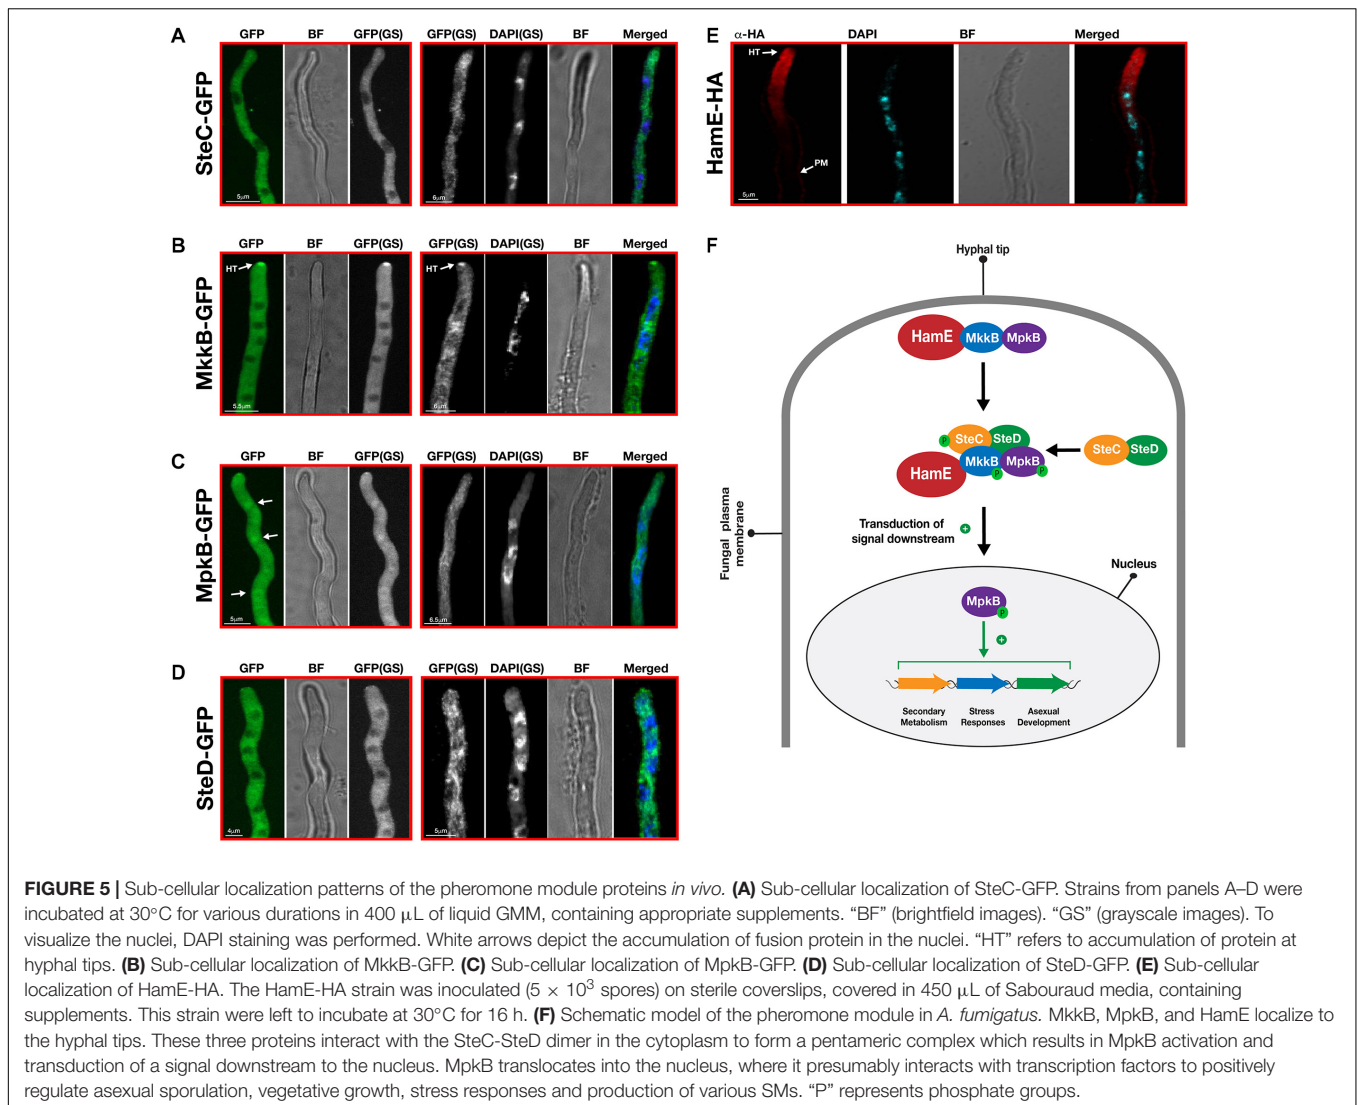 A
GFP BF GFP(GS) GFP(GS) DAPI(GS) BF Merged
SteC-GFP
5μm
6μm
B
GFP BF GFP(GS) GFP(GS) DAPI(GS) BF Merged
MkkB-GFP
HT
HT
5.5μm
6μm
C
GFP BF GFP(GS) GFP(GS) DAPI(GS) BF Merged
MpkB-GFP
5μm
6.5μm
D
GFP BF GFP(GS) GFP(GS) DAPI(GS) BF Merged
SteD-GFP
4μm
5μm
E
α-HA DAPI BF Merged
HamE-HA
HT
PM
5μm
F
Hyphal tip
HamE MkkB MpkB
SteC SteD
P
MkkB MpkB
HamE
P P
SteC SteD
Transduction of
signal downstream
+
Fungal plasma
membrane
Nucleus
MpkB
P
+
Secondary
Metabolism
Stress
Responses
Asexual
Development
FIGURE 5 | Sub-cellular localization patterns of the pheromone module proteins in vivo. (A) Sub-cellular localization of SteC-GFP. Strains from panels A–D were
incubated at 30°C for various durations in 400 μL of liquid GMM, containing appropriate supplements. “BF” (brightfield images). “GS” (grayscale images). To
visualize the nuclei, DAPI staining was performed. White arrows depict the accumulation of fusion protein in the nuclei. “HT” refers to accumulation of protein at
hyphal tips. (B) Sub-cellular localization of MkkB-GFP. (C) Sub-cellular localization of MpkB-GFP. (D) Sub-cellular localization of SteD-GFP. (E) Sub-cellular
localization of HamE-HA. The HamE-HA strain was inoculated (5 × 10³ spores) on sterile coverslips, covered in 450 μL of Sabouraud media, containing
supplements. This strain were left to incubate at 30°C for 16 h. (F) Schematic model of the pheromone module in A. fumigatus. MkkB, MpkB, and HamE localize to
the hyphal tips. These three proteins interact with the SteC-SteD dimer in the cytoplasm to form a pentameric complex which results in MpkB activation and
transduction of a signal downstream to the nucleus. MpkB translocates into the nucleus, where it presumably interacts with transcription factors to positively
regulate asexual sporulation, vegetative growth, stress responses and production of various SMs. “P” represents phosphate groups.